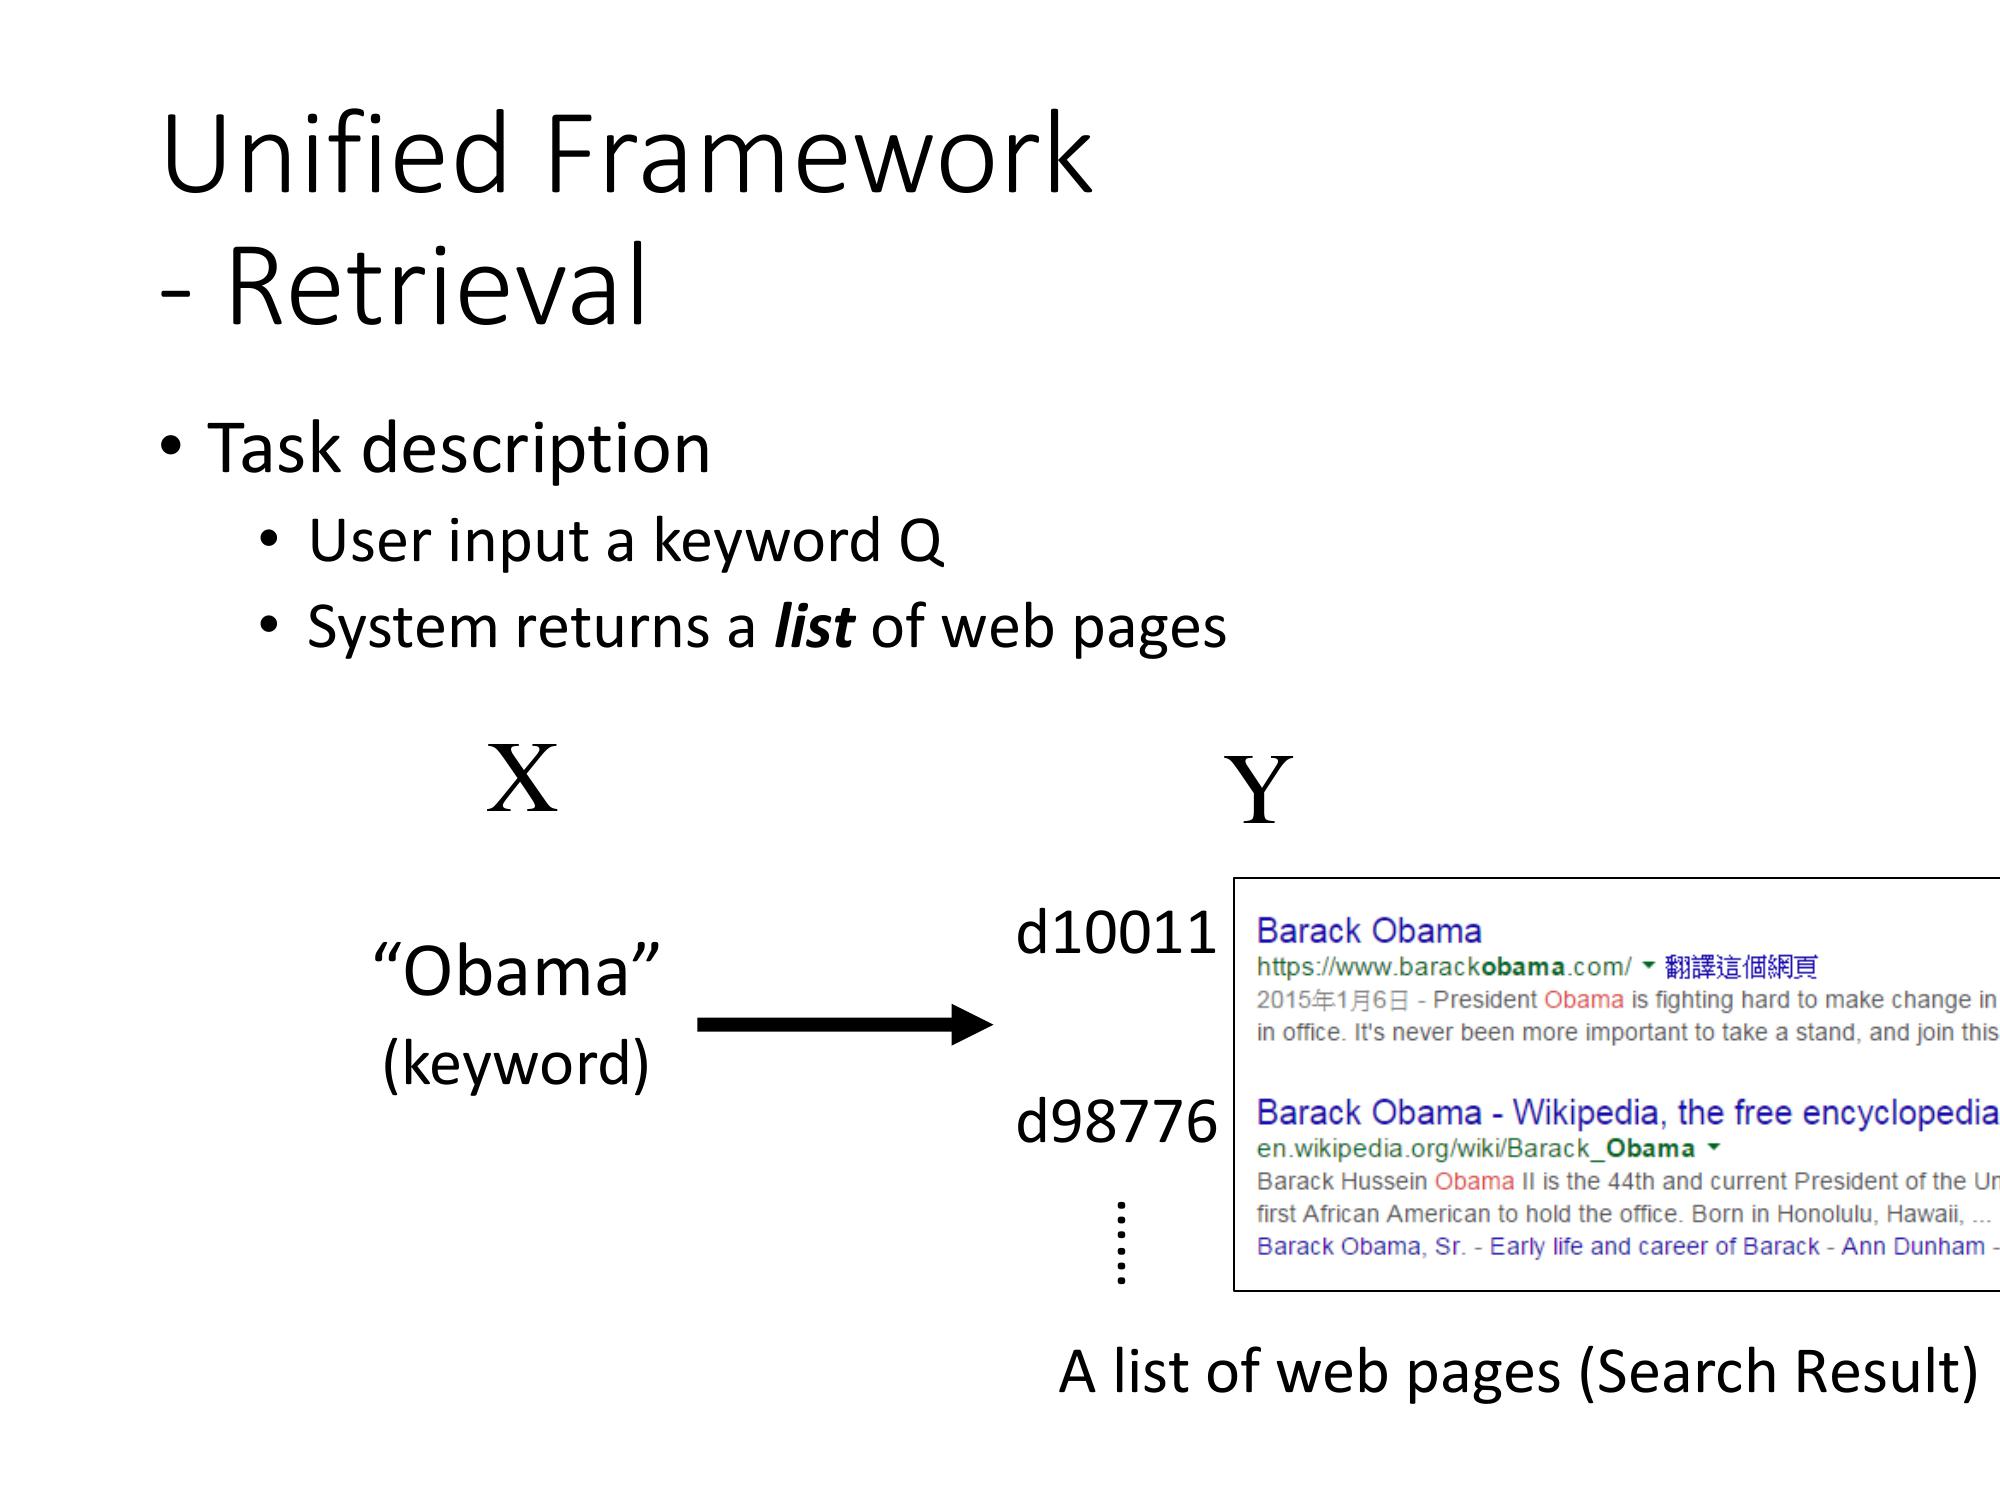 Unified Framework
- Retrieval
• Task description
• User input a keyword Q
• System returns a list of web pages
X
Y
“Obama”
(keyword)
d10011
Barack Obama
https://www.barackobama.com/ 翻譯這個網頁
2015年1月6日 - President Obama is fighting hard to make change in
in office. It's never been more important to take a stand, and join this
d98776
Barack Obama - Wikipedia, the free encyclopedia
en.wikipedia.org/wiki/Barack_Obama
Barack Hussein Obama II is the 44th and current President of the Un
first African American to hold the office. Born in Honolulu, Hawaii, ...
Barack Obama, Sr. - Early life and career of Barack - Ann Dunham -
A list of web pages (Search Result)